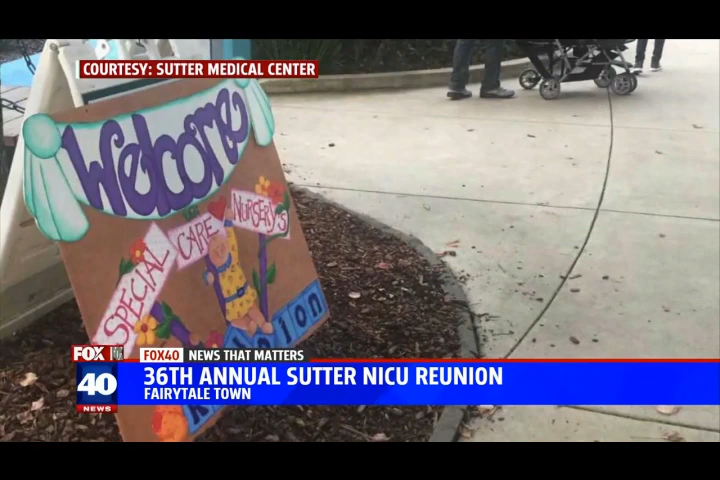 COURTESY: SUTTER MEDICAL CENTER
Welcome
SPECIAL CARE NURSERY'S
FOX
40
NEWS
FOX40 NEWS THAT MATTERS
36TH ANNUAL SUTTER NICU REUNION
FAIRYTALE TOWN